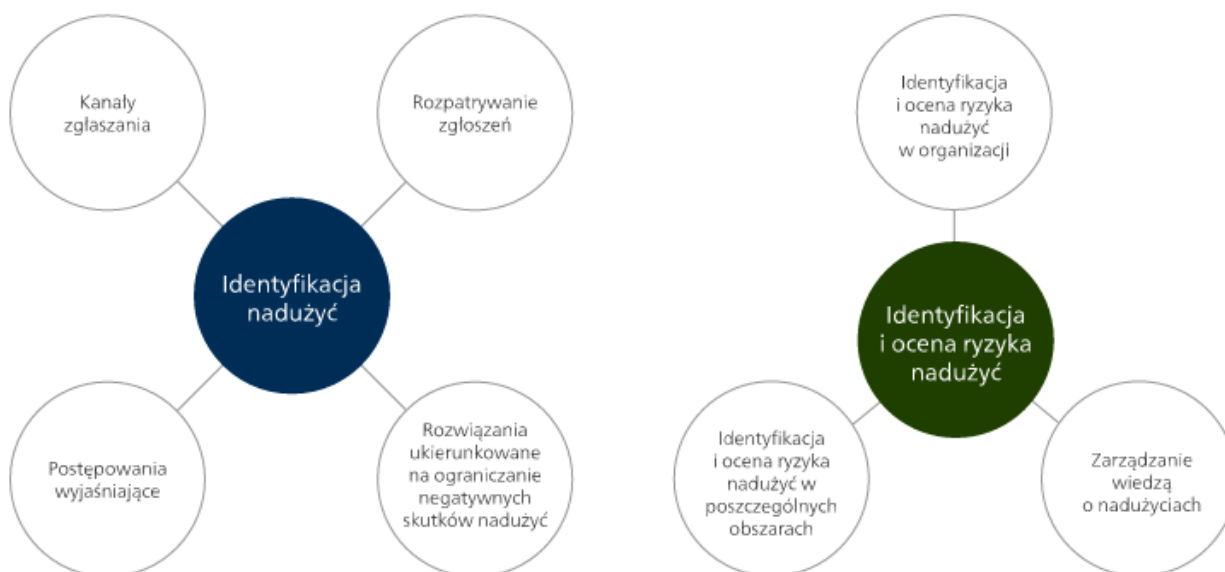 Kanały
zgłaszania
Rozpatrywanie
zgłoszeń
Identyfikacja
nadużyć
Postępowania
wyjaśniające
Rozwiązania
ukierunkowane
na ograniczanie
negatywnych
skutków nadużyć
Identyfikacja
i ocena ryzyka
nadużyć
w organizacji
Identyfikacja
i ocena ryzyka
nadużyć
Identyfikacja
i ocena ryzyka
nadużyć w
poszczególnych
obszarach
Zarządzanie
wiedzą
o nadużyciach